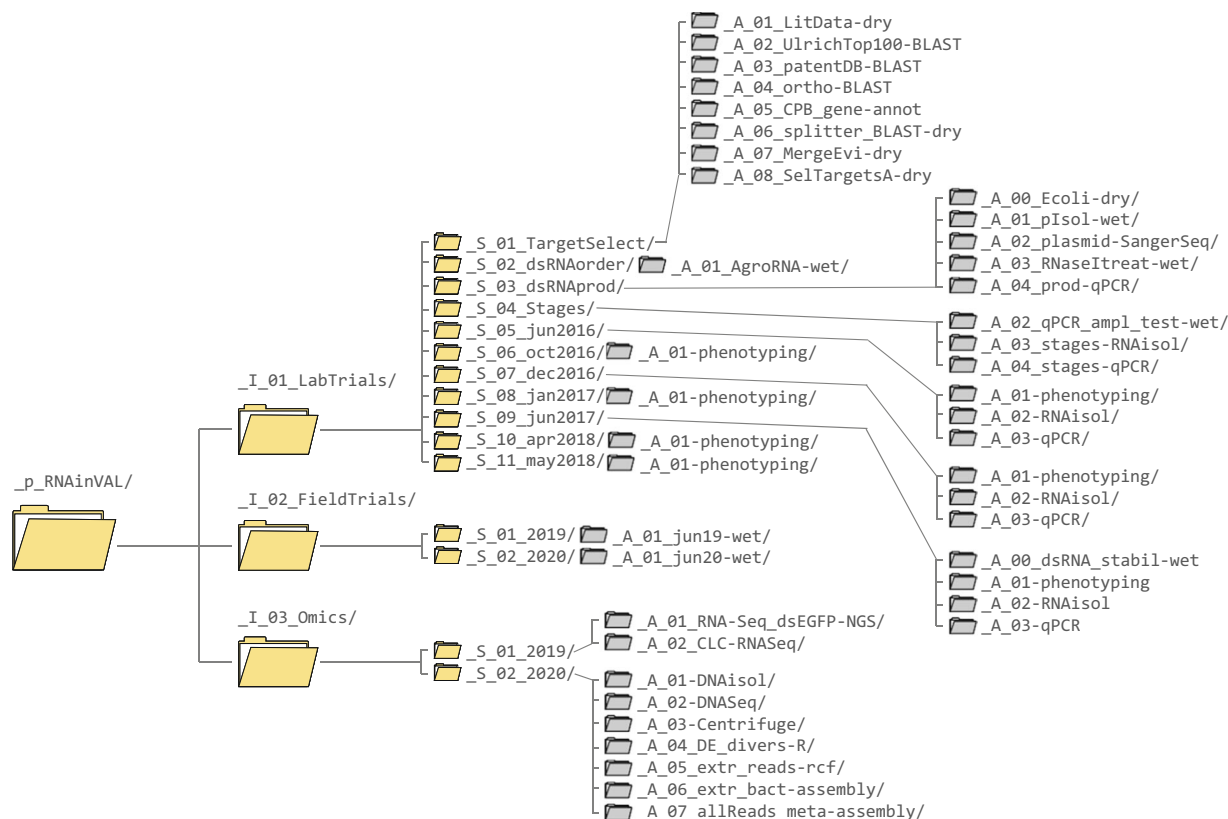 _p_RNAinVAL/
_I_01_LabTrials/
_S_01_TargetSelect/
_A_01_LitData-dry
_A_02_UlrichTop100-BLAST
_A_03_patentDB-BLAST
_A_04_ortho-BLAST
_A_05_CPB_gene-annot
_A_06_splitter_BLAST-dry
_A_07_MergeEvi-dry
_A_08_SelTargetsA-dry
_S_02_dsRNAorder/ _A_01_AgroRNA-wet/
_S_03_dsRNAprod/
_A_00_Ecoli-dry/
_A_01_pIsol-wet/
_A_02_plasmid-SangerSeq/
_A_03_RNaseItreat-wet/
_A_04_prod-qPCR/
_S_04_Stages/
_A_02_qPCR_ampl_test-wet/
_A_03_stages-RNAisol/
_A_04_stages-qPCR/
_S_05_jun2016/
_A_01-phenotyping/
_A_02-RNAisol/
_A_03-qPCR/
_S_06_oct2016/ _A_01-phenotyping/
_S_07_dec2016/
_A_01-phenotyping/
_A_02-RNAisol/
_A_03-qPCR/
_S_08_jan2017/ _A_01-phenotyping/
_S_09_jun2017/
_A_00_dsRNA_stabil-wet
_A_01-phenotyping
_A_02-RNAisol
_A_03-qPCR
_S_10_apr2018/ _A_01-phenotyping/
_S_11_may2018/ _A_01-phenotyping/
_I_02_FieldTrials/
_S_01_2019/ _A_01_jun19-wet/
_S_02_2020/ _A_01_jun20-wet/
_I_03_Omics/
_S_01_2019/
_A_01_RNA-Seq_dsEGFP-NGS/
_A_02_CLC-RNASeq/
_S_02_2020/
_A_01-DNAisol/
_A_02-DNASeq/
_A_03-Centrifuge/
_A_04_DE_divers-R/
_A_05_extr_reads-rcf/
_A_06_extr_bact-assembly/
_A_07_allReads_meta-assembly/